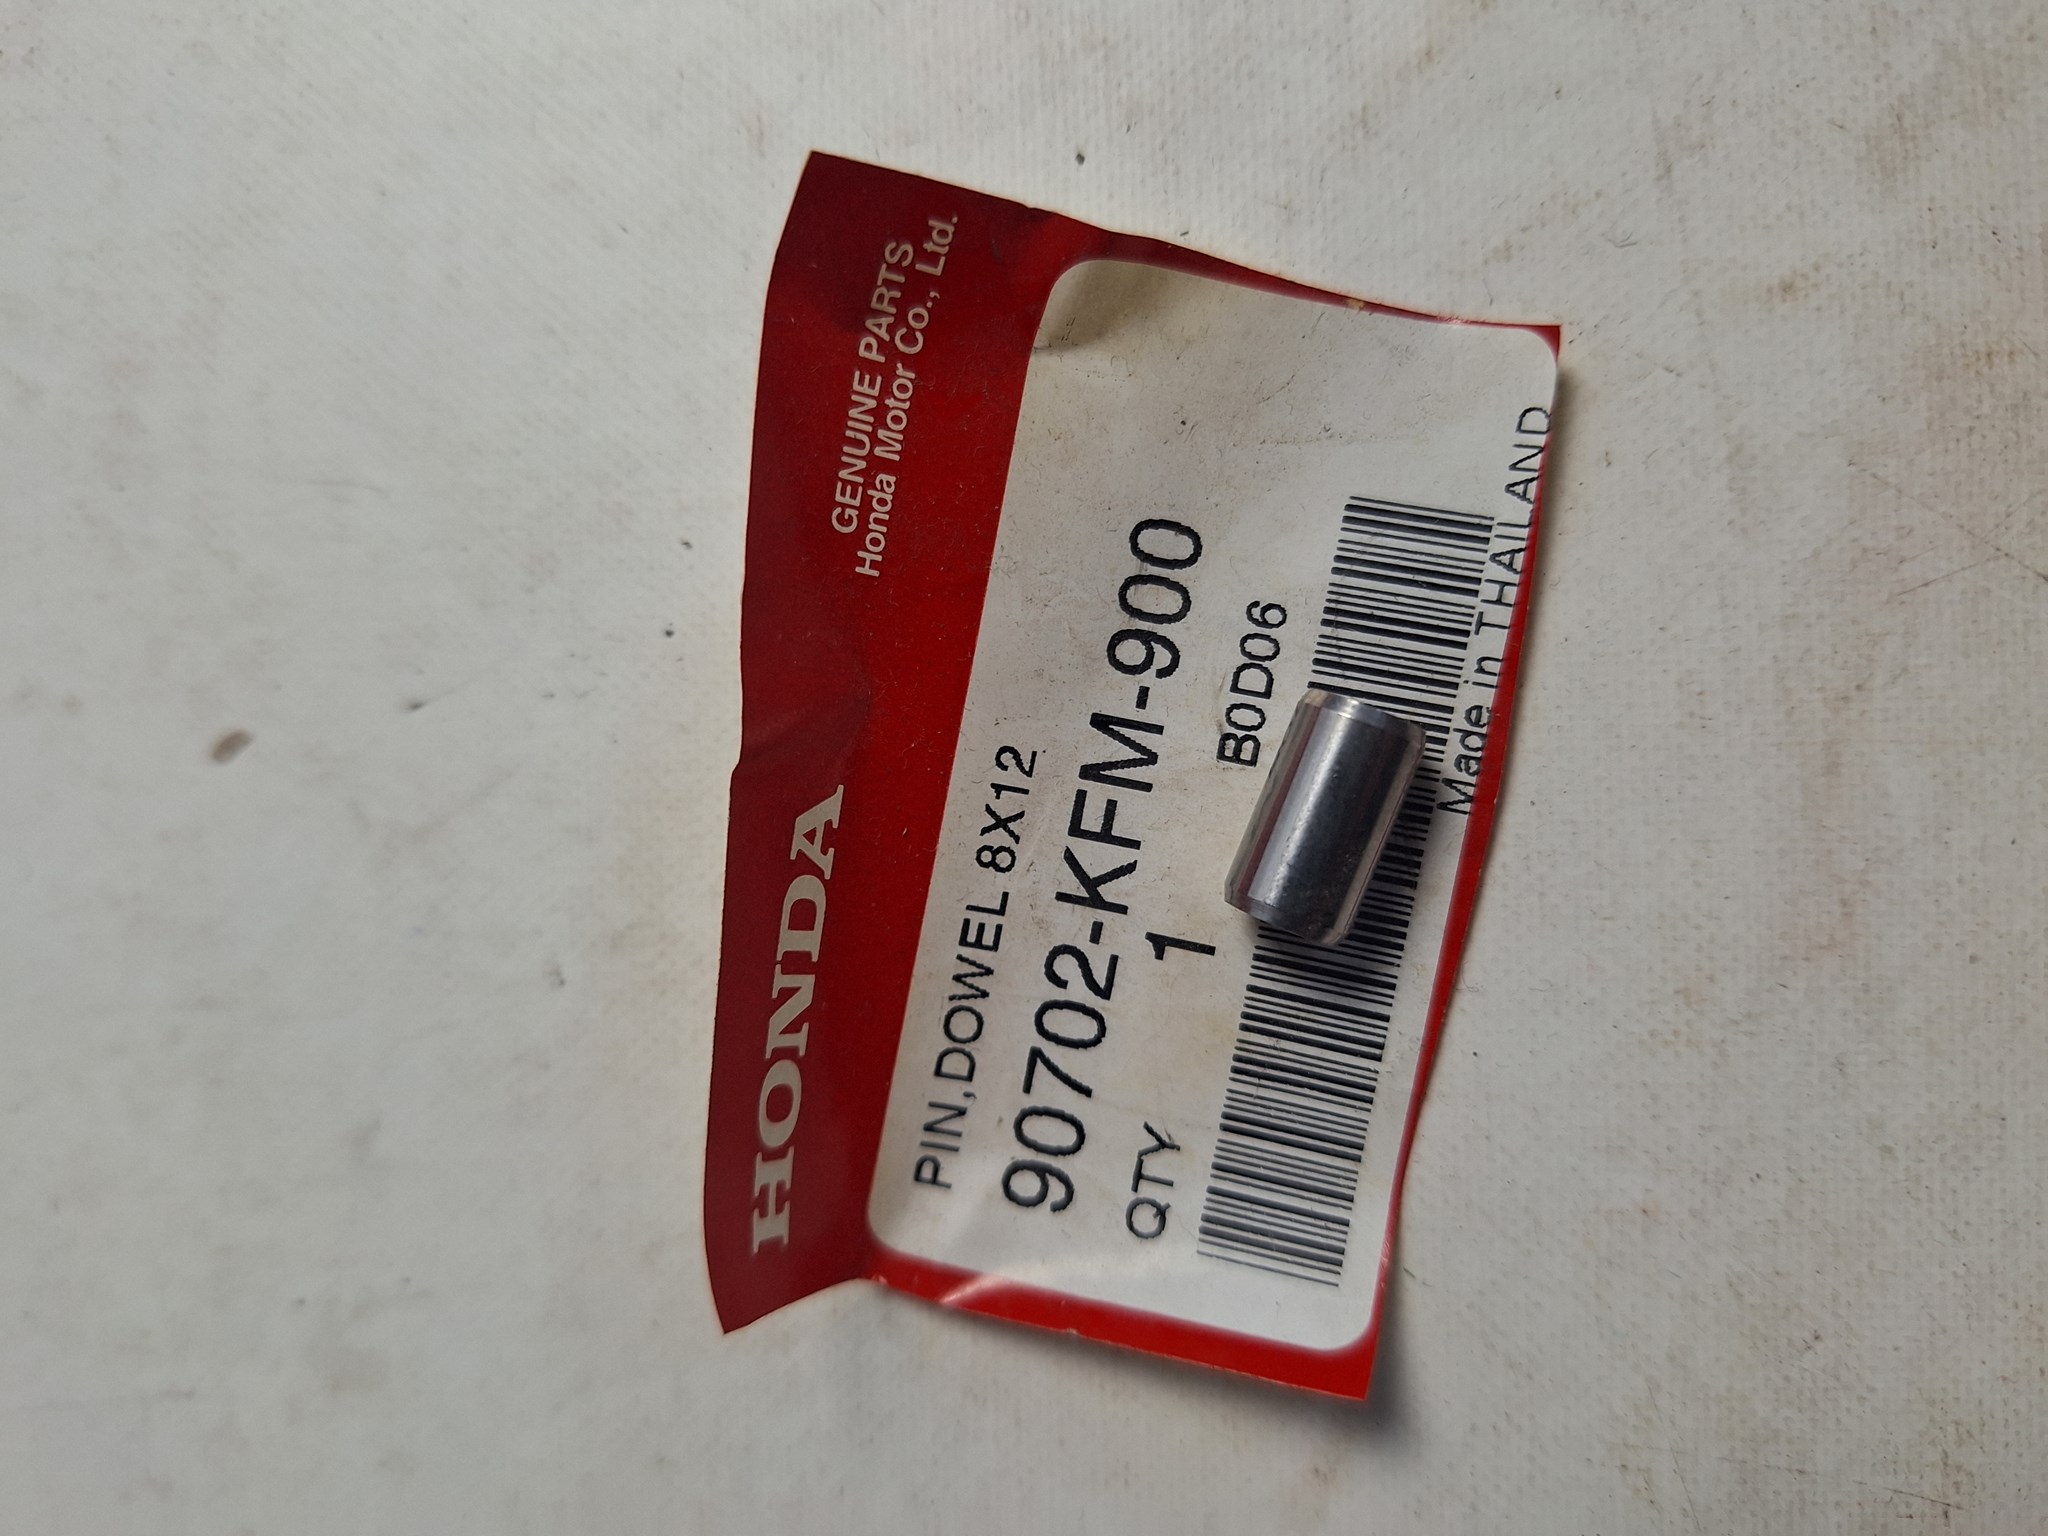 HONDA
GENUINE PARTS
Honda Motor Co., Ltd.
PIN,DOWEL 8X12
90702-KFM-900
QTY 1
B0D06
Made in THAILAND